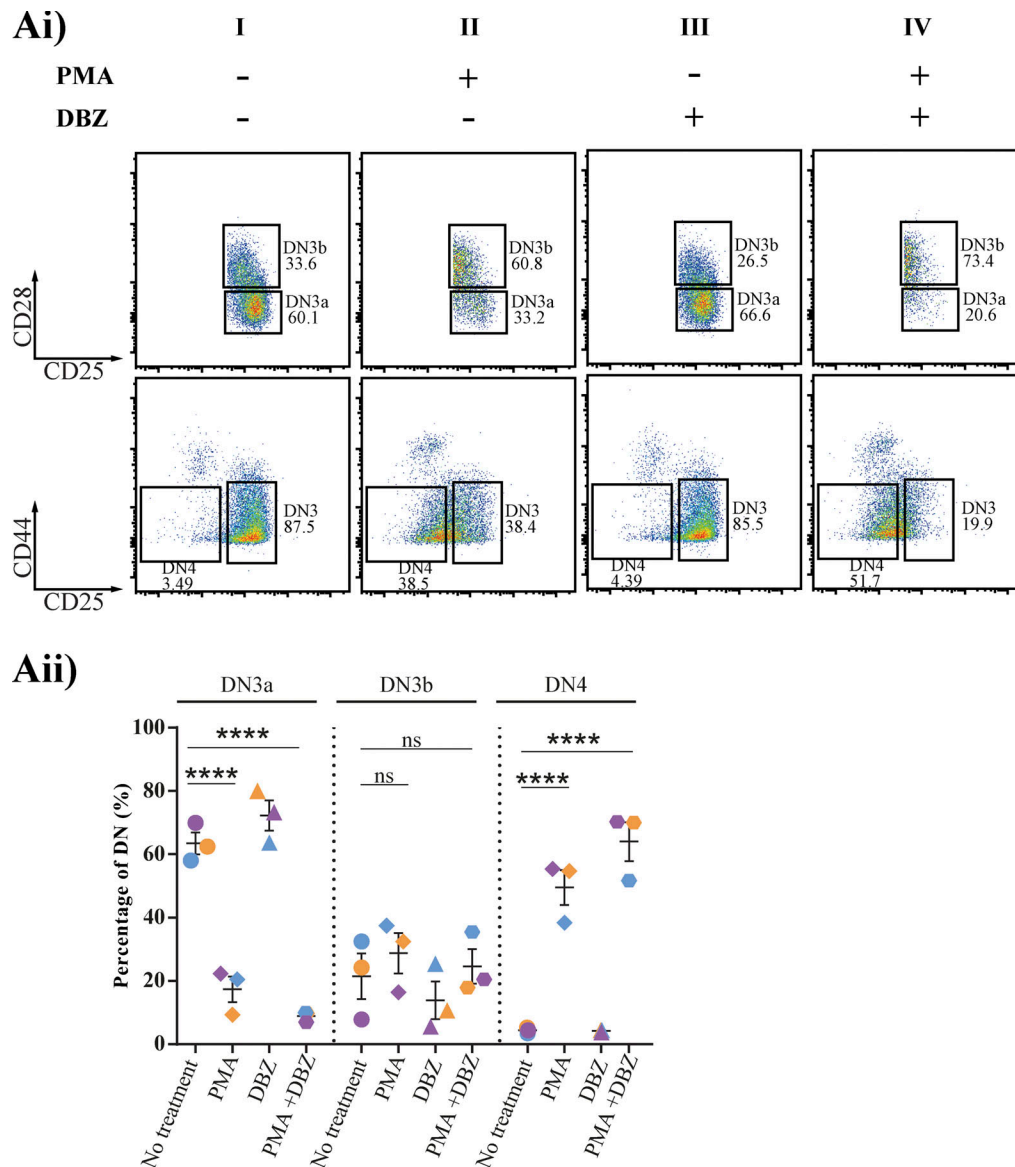 Ai)
I II III IV
PMA - + - +
DBZ - - + +
CD28
CD25
DN3b
33.6
DN3a
60.1
DN3b
60.8
DN3a
33.2
DN3b
26.5
DN3a
66.6
DN3b
73.4
DN3a
20.6
CD44
CD25
DN3
87.5
DN4
3.49
DN3
38.4
DN4
38.5
DN3
85.5
DN4
4.39
DN3
19.9
DN4
51.7
Aii)
DN3a DN3b DN4
Percentage of DN (%)
100
80
60
40
20
0
****
****
ns
ns
****
****
No treatment
PMA
DBZ
PMA +DBZ
No treatment
PMA
DBZ
PMA +DBZ
No treatment
PMA
DBZ
PMA +DBZ